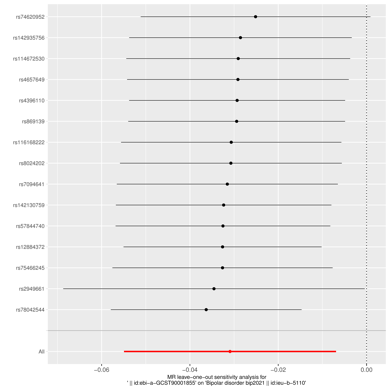 rs74620952
rs142935756
rs114672530
rs4657649
rs4396110
rs869139
rs116168222
rs8024202
rs7094641
rs142130759
rs57844740
rs12884372
rs75466245
rs2949661
rs78042544
All
−0.06
−0.04
−0.02
0.00
MR leave−one−out sensitivity analysis for
' || id:ebi−a−GCST90001855' on 'Bipolar disorder bip2021 || id:ieu−b−5110'